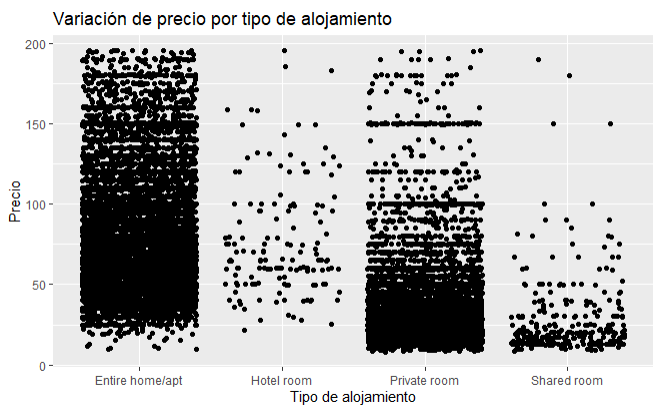 Variación de precio por tipo de alojamiento
200
150
100
50
0
Precio
Entire home/apt
Hotel room
Private room
Shared room
Tipo de alojamiento